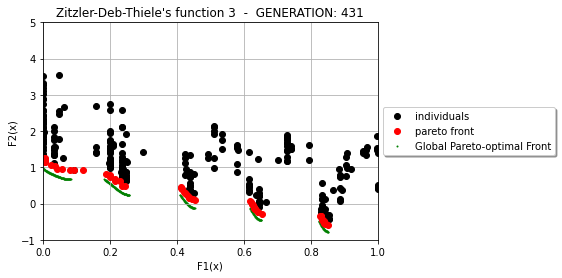 Zitzler-Deb-Thiele's function 3 - GENERATION: 431
5
4
3
2
1
0
−1
F2(x)
0.0 0.2 0.4 0.6 0.8 1.0
F1(x)
individuals
pareto front
Global Pareto-optimal Front